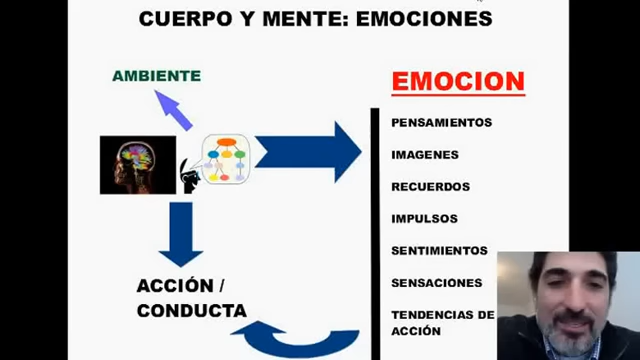 CUERPO Y MENTE: EMOCIONES
AMBIENTE
EMOCION
PENSAMIENTOS
IMAGENES
RECUERDOS
IMPULSOS
SENTIMIENTOS
SENSACIONES
TENDENCIAS DE
ACCIÓN
ACCIÓN /
CONDUCTA